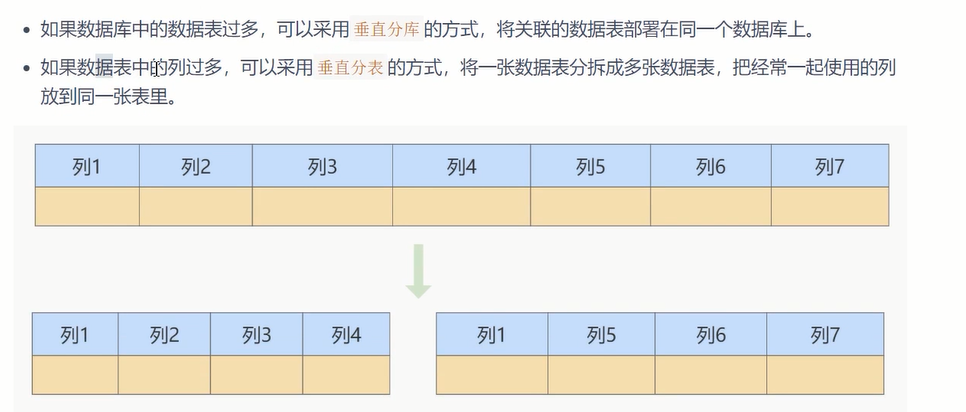 如果数据库中的数据表过多，可以采用 垂直分库 的方式，将关联的数据表部署在同一个数据库上。
如果数据表中的列过多，可以采用 垂直分表 的方式，将一张数据表分拆成多张数据表，把经常一起使用的列
放到同一张表里。
列1 列2 列3 列4 列5 列6 列7
列1 列2 列3 列4 列1 列5 列6 列7